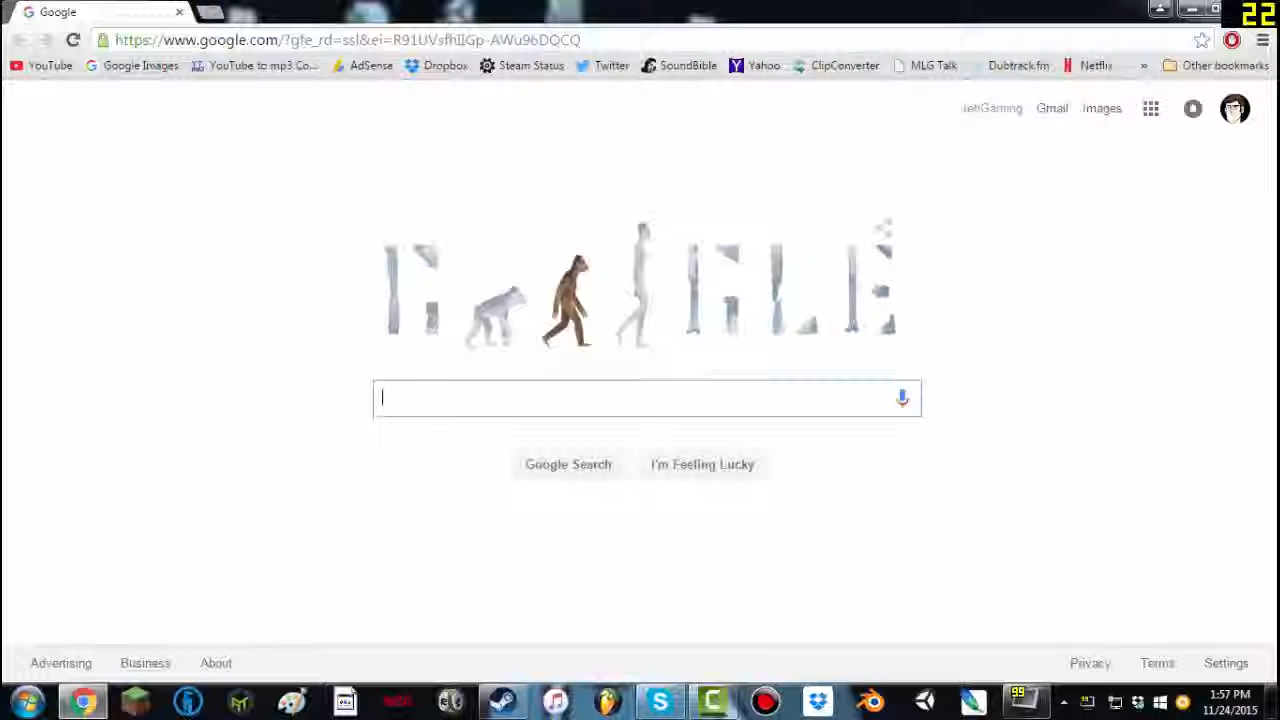 Google
22
https://www.google.com/?gfe_rd=ssl&ei=R91UVsfhIIGp-AWu96DOCQ
YouTube Google Images YouTube to mp3 Co... AdSense Dropbox Steam Status Twitter SoundBible Yahoo ClipConverter MLG Talk Dubtrack.fm Netflix » Other bookmarks
Gmail Images
Google Search I'm Feeling Lucky
Advertising Business About Privacy Terms Settings
99
1:57 PM
11/24/2015